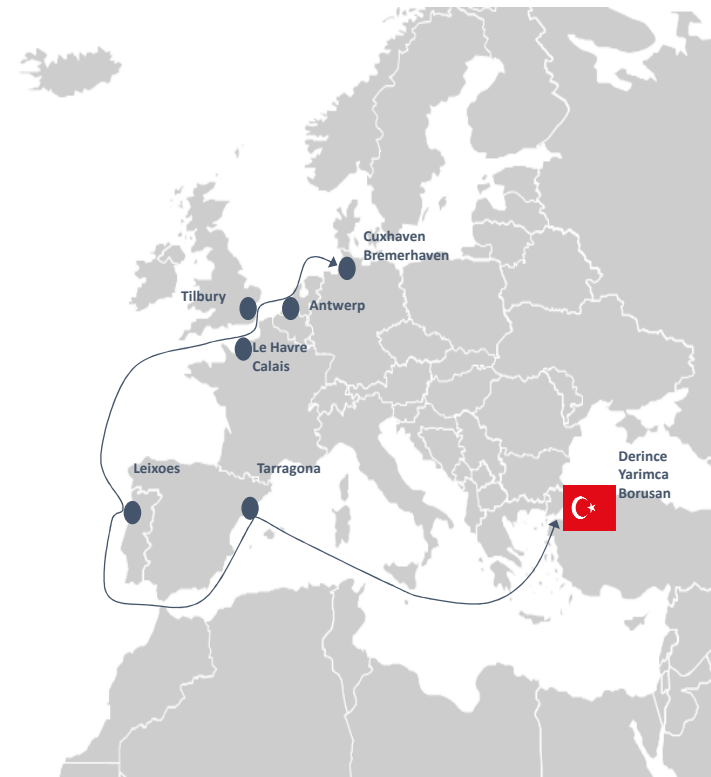 Cuxhaven
Bremerhaven
Tilbury
Antwerp
Le Havre
Calais
Leixoes
Tarragona
Derince
Yarimca
Borusan